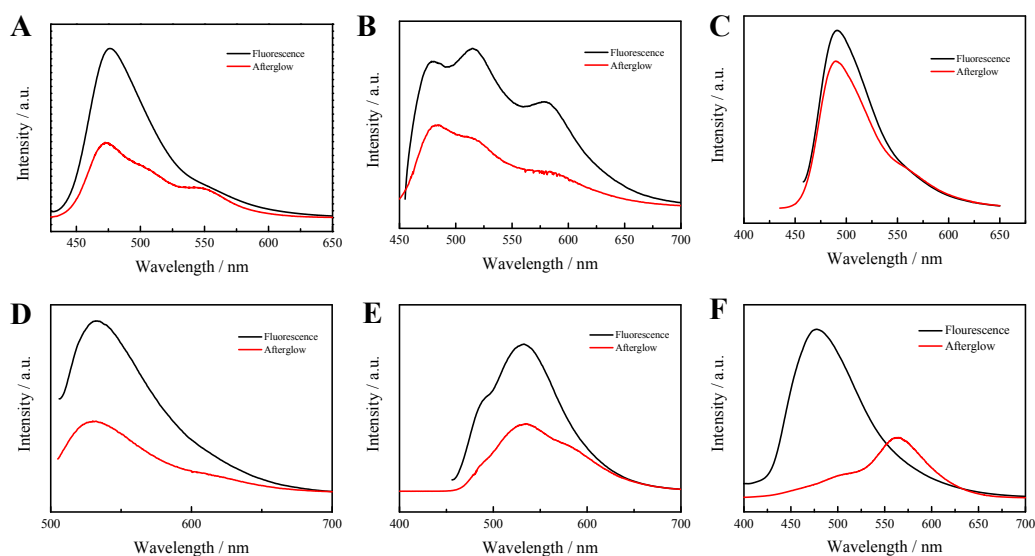 A
Intensity / a.u.
Fluorescence
Afterglow
450 500 550 600 650
Wavelength / nm
B
Intensity / a.u.
Fluorescence
Afterglow
450 500 550 600 650 700
Wavelength / nm
C
Intensity / a.u.
Fluorescence
Afterglow
400 450 500 550 600 650
Wavelength / nm
D
Intensity / a.u.
Fluorescence
Afterglow
500 550 600 650 700
Wavelength / nm
E
Intensity / a.u.
Fluorescence
Afterglow
400 500 600 700
Wavelength / nm
F
Intensity / a.u.
Flourescence
Afterglow
400 450 500 550 600 650 700
Wavelength / nm